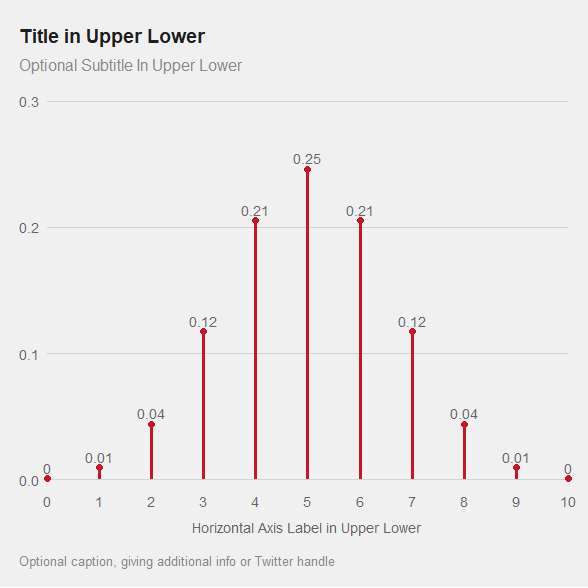 Title in Upper Lower
Optional Subtitle In Upper Lower
0.3
0.25
0.21 0.21
0.2
0.12 0.12
0.1
0.04 0.04
0.01 0.01
0 0
0.0
0 1 2 3 4 5 6 7 8 9 10
Horizontal Axis Label in Upper Lower
Optional caption, giving additional info or Twitter handle